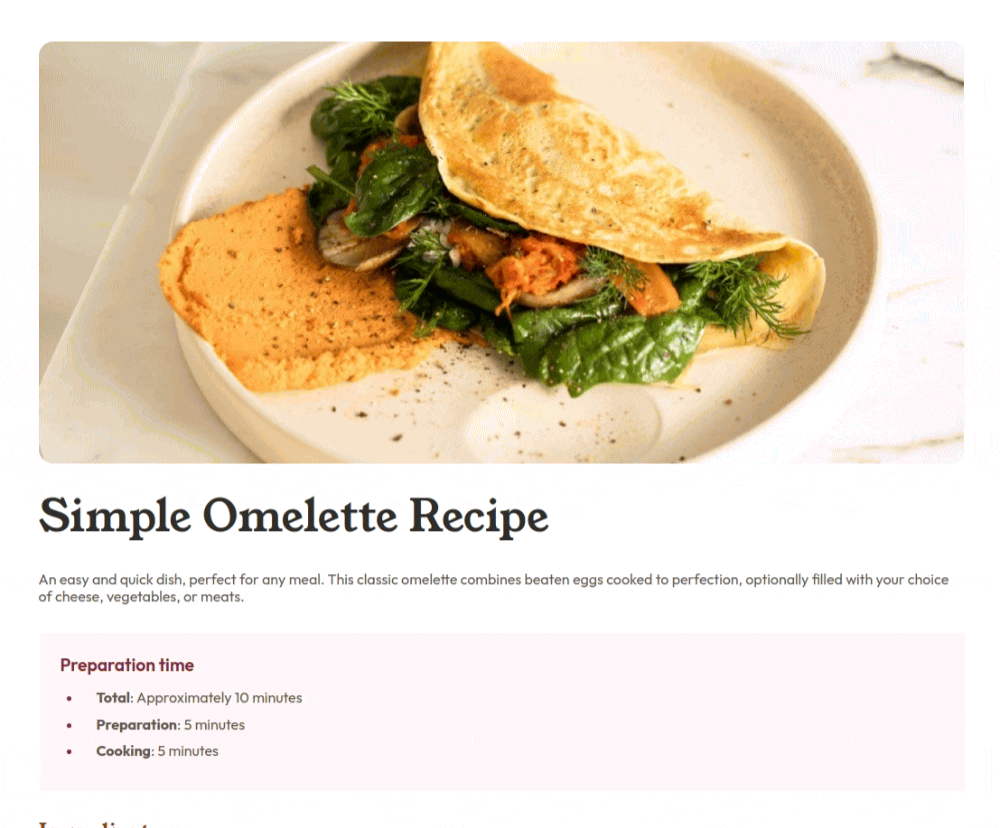 Simple Omelette Recipe
An easy and quick dish, perfect for any meal. This classic omelette combines beaten eggs cooked to perfection, optionally filled with your choice
of cheese, vegetables, or meats.
Preparation time
Total: Approximately 10 minutes
Preparation: 5 minutes
Cooking: 5 minutes